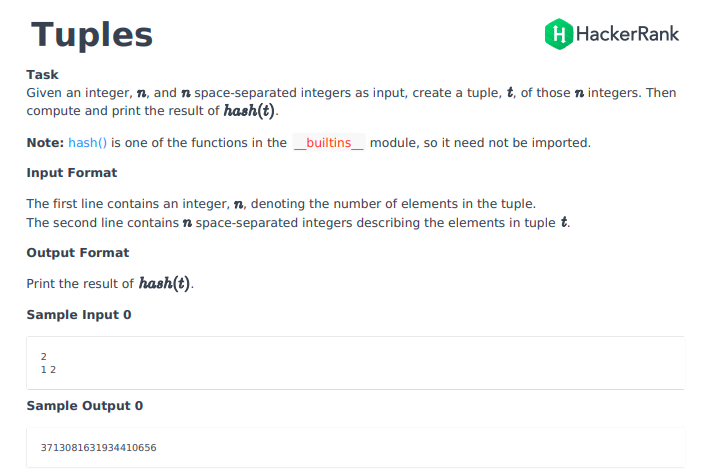 Tuples
HackerRank
Task
Given an integer, n, and n space-separated integers as input, create a tuple, t, of those n integers. Then
compute and print the result of hash(t).
Note: hash() is one of the functions in the __builtins__ module, so it need not be imported.
Input Format
The first line contains an integer, n, denoting the number of elements in the tuple.
The second line contains n space-separated integers describing the elements in tuple t.
Output Format
Print the result of hash(t).
Sample Input 0
2
1 2
Sample Output 0
3713081631934410656